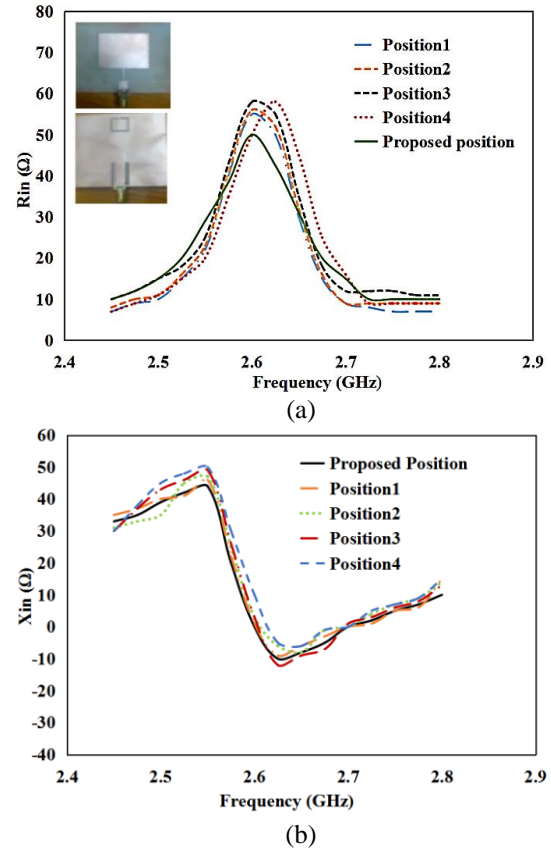 80
70
60
50
40
30
20
10
0
Rin (Ω)
Position1
Position2
Position3
Position4
Proposed position
2.4 2.5 2.6 2.7 2.8 2.9
Frequency (GHz)
(a)
60
50
40
30
20
10
0
-10
-20
-30
-40
Xin (Ω)
Proposed Position
Position1
Position2
Position3
Position4
2.4 2.5 2.6 2.7 2.8 2.9
Frequency (GHz)
(b)